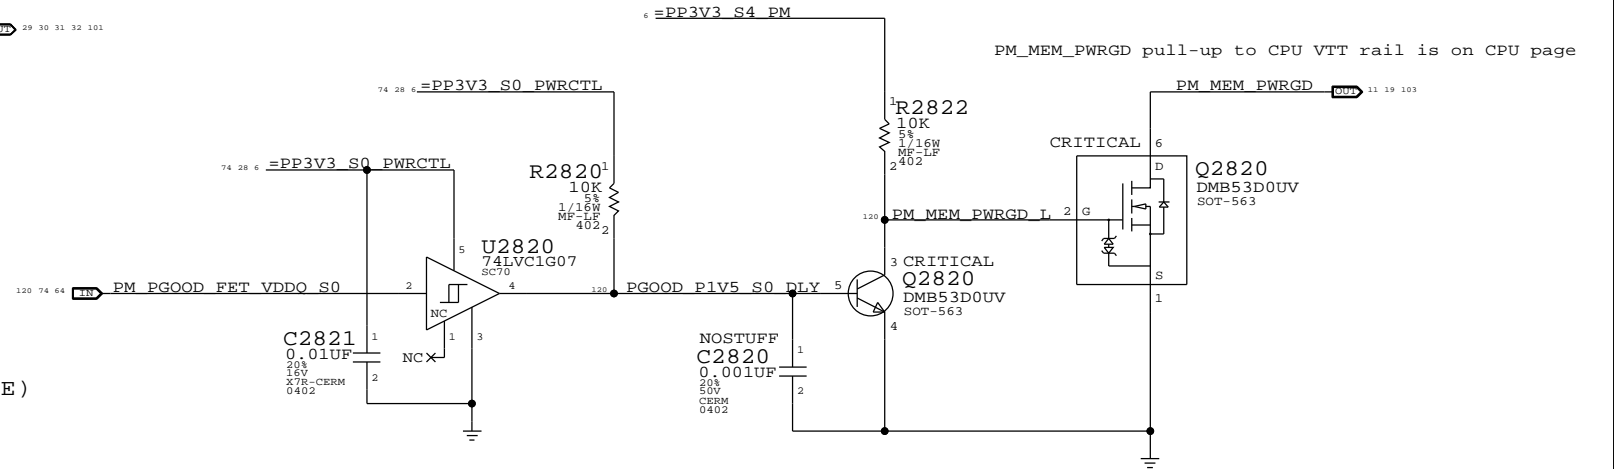 6 =PP3V3_S4_PM
OUT 29 30 31 32 101
PM_MEM_PWRGD pull-up to CPU VTT rail is on CPU page
74 28 6 =PP3V3_S0_PWRCTL
PM_MEM_PWRGD OUT 11 19 103
1
R2822
10K
5%
1/16W
MF-LF
402
2
CRITICAL 6
74 28 6 =PP3V3_S0_PWRCTL
R2820 1
10K
5%
1/16W
MF-LF
402 2
D
Q2820
DMB53D0UV
SOT-563
120 PM_MEM_PWRGD_L 2 G
S
1
5
U2820
74LVC1G07
SC70
3 CRITICAL
Q2820
DMB53D0UV
SOT-563
4
120 74 64 IN PM_PGOOD_FET_VDDQ_S0 2
4 120 PGOOD_P1V5_S0_DLY 5
NC
1 3
NC
C2821 1
0.01UF
20%
16V
X7R-CERM
0402
2
NOSTUFF
C2820 1
0.001UF
20%
50V
CERM
0402
2
E)